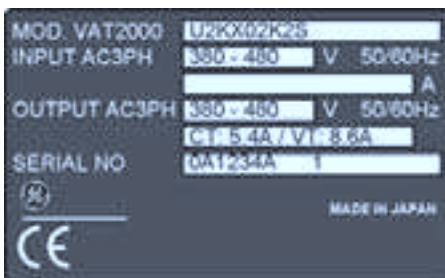 MOD. VAT2000 U2KX02K2S
INPUT AC3PH 380 - 480 V 50/60Hz
A
OUTPUT AC3PH 380 - 480 V 50/60Hz
CT: 5.4A / VT: 8.6A
SERIAL NO 0A1234A 1
GE
MADE IN JAPAN
CE